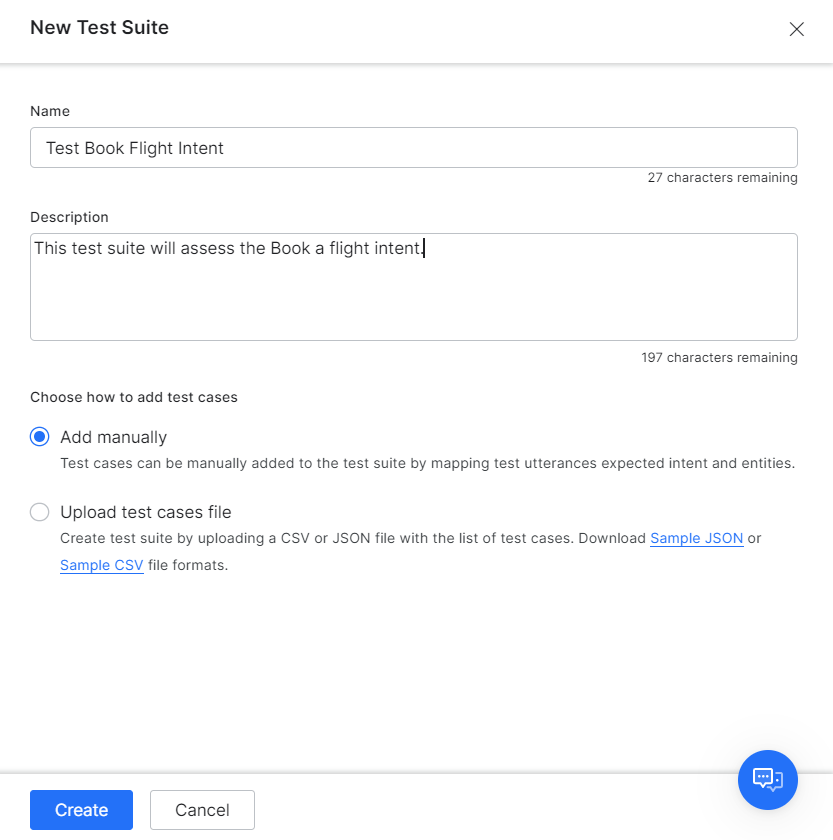 New Test Suite
Name
Test Book Flight Intent
27 characters remaining
Description
This test suite will assess the Book a flight intent.
197 characters remaining
Choose how to add test cases
Add manually
Test cases can be manually added to the test suite by mapping test utterances expected intent and entities.
Upload test cases file
Create test suite by uploading a CSV or JSON file with the list of test cases. Download Sample JSON or
Sample CSV file formats.
Create
Cancel